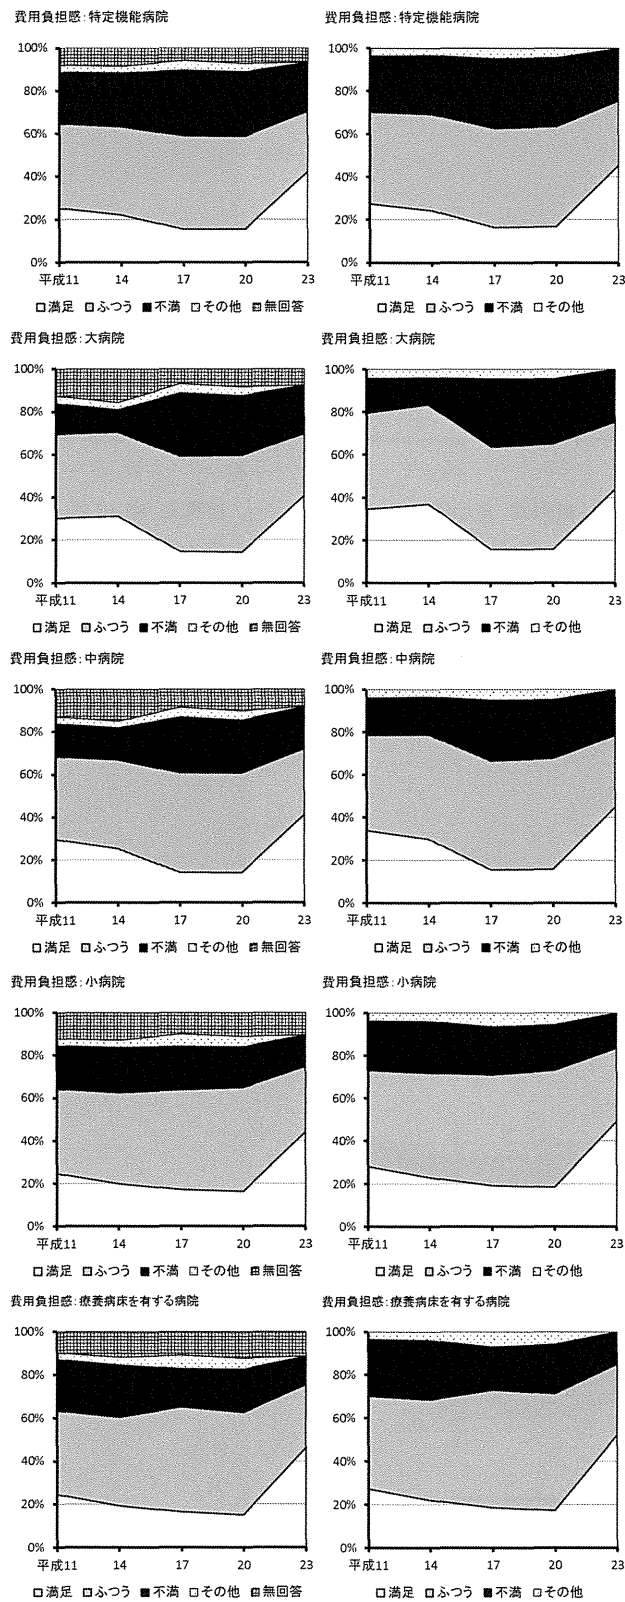 費用負担感:特定機能病院
100%
80%
60%
40%
20%
0%
平成11 14 17 20 23
□満足 □ふつう ■不満 □その他 ⊞無回答
費用負担感:特定機能病院
100%
80%
60%
40%
20%
0%
平成11 14 17 20 23
□満足 □ふつう ■不満 □その他
費用負担感:大病院
100%
80%
60%
40%
20%
0%
平成11 14 17 20 23
□満足 □ふつう ■不満 □その他 ⊞無回答
費用負担感:大病院
100%
80%
60%
40%
20%
0%
平成11 14 17 20 23
□満足 □ふつう ■不満 □その他
費用負担感:中病院
100%
80%
60%
40%
20%
0%
平成11 14 17 20 23
□満足 □ふつう ■不満 □その他 ⊞無回答
費用負担感:中病院
100%
80%
60%
40%
20%
0%
平成11 14 17 20 23
□満足 □ふつう ■不満 □その他
費用負担感:小病院
100%
80%
60%
40%
20%
0%
平成11 14 17 20 23
□満足 □ふつう ■不満 □その他 ⊞無回答
費用負担感:小病院
100%
80%
60%
40%
20%
0%
平成11 14 17 20 23
□満足 □ふつう ■不満 □その他
費用負担感:療養病床を有する病院
100%
80%
60%
40%
20%
0%
平成11 14 17 20 23
□満足 □ふつう ■不満 □その他 ⊞無回答
費用負担感:療養病床を有する病院
100%
80%
60%
40%
20%
0%
平成11 14 17 20 23
□満足 □ふつう ■不満 □その他